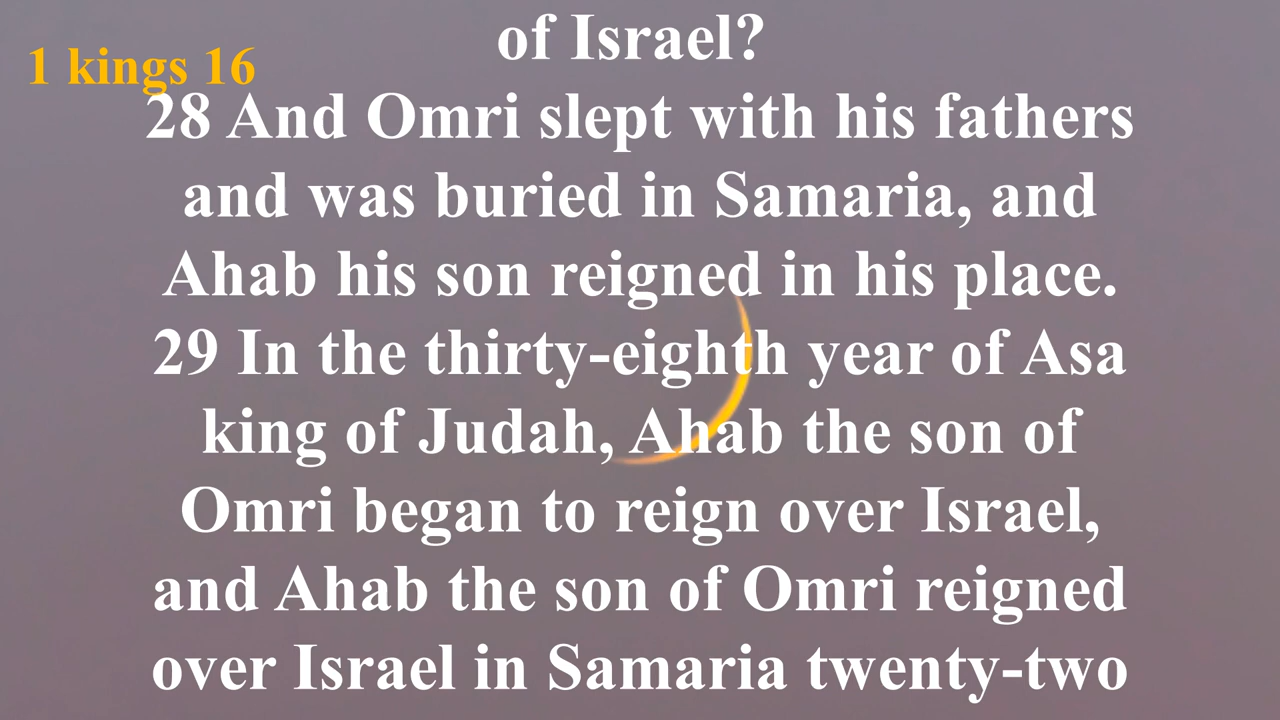 of Israel?
1 kings 16
28 And Omri slept with his fathers
and was buried in Samaria, and
Ahab his son reigned in his place.
29 In the thirty-eighth year of Asa
king of Judah, Ahab the son of
Omri began to reign over Israel,
and Ahab the son of Omri reigned
over Israel in Samaria twenty-two